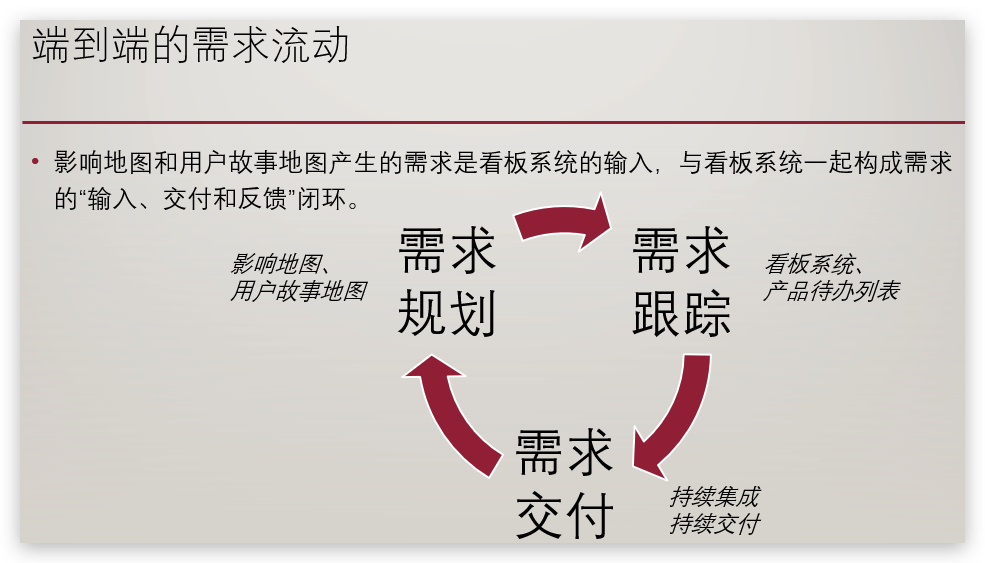 端到端的需求流动
• 影响地图和用户故事地图产生的需求是看板系统的输入，与看板系统一起构成需求
的“输入、交付和反馈”闭环。
影响地图、
用户故事地图
需求
规划
需求
跟踪
看板系统、
产品待办列表
需求
交付
持续集成
持续交付